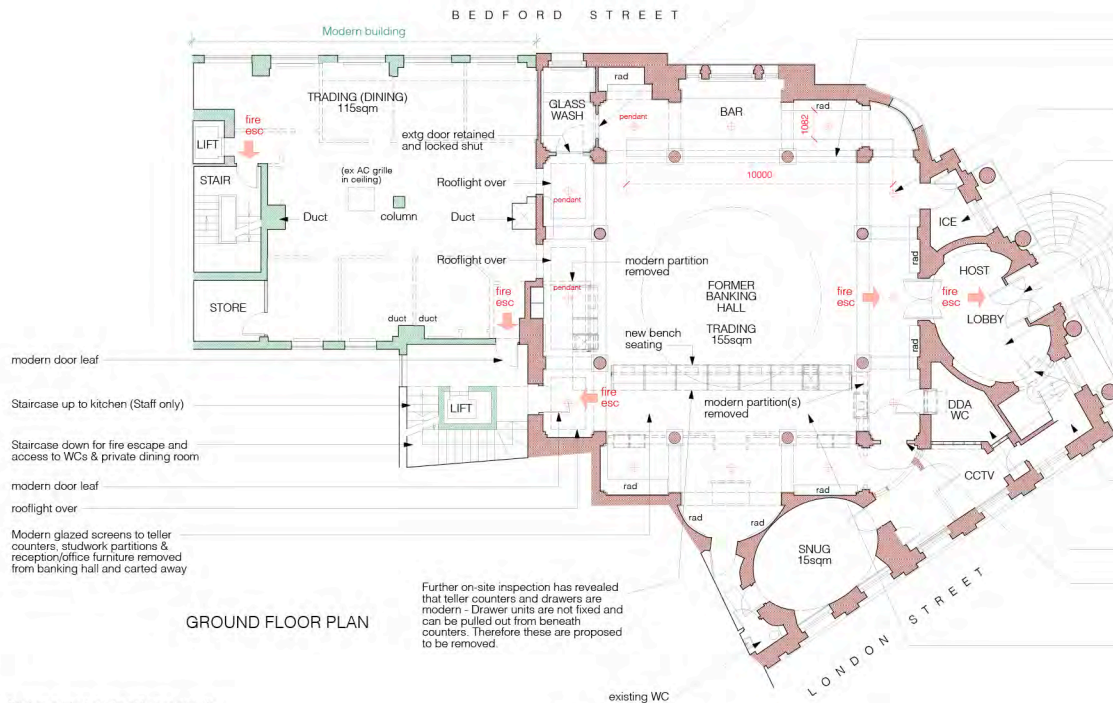 BEDFORD STREET
Modern building
TRADING (DINING)
115sqm
fire
esc
LIFT
STAIR
(ex AC grille
in ceiling)
Duct
column
Duct
STORE
duct duct
GLASS
WASH
extg door retained
and locked shut
Rooflight over
pendant
Rooflight over
pendant
fire
esc
rad
pendant
BAR
rad
1082
10000
ICE
rad
HOST
LOBBY
fire
esc
fire
esc
modern partition
removed
FORMER
BANKING
HALL
TRADING
155sqm
new bench
seating
rad
modern partition(s)
removed
fire
esc
DDA
WC
CCTV
LIFT
rad
rad
rad
rad
SNUG
15sqm
modern door leaf
Staircase up to kitchen (Staff only)
Staircase down for fire escape and
access to WCs & private dining room
modern door leaf
rooflight over
Modern glazed screens to teller
counters, studwork partitions &
reception/office furniture removed
from banking hall and carted away
Further on-site inspection has revealed
that teller counters and drawers are
modern - Drawer units are not fixed and
can be pulled out from beneath
counters. Therefore these are proposed
to be removed.
GROUND FLOOR PLAN
LONDON STREET
existing WC